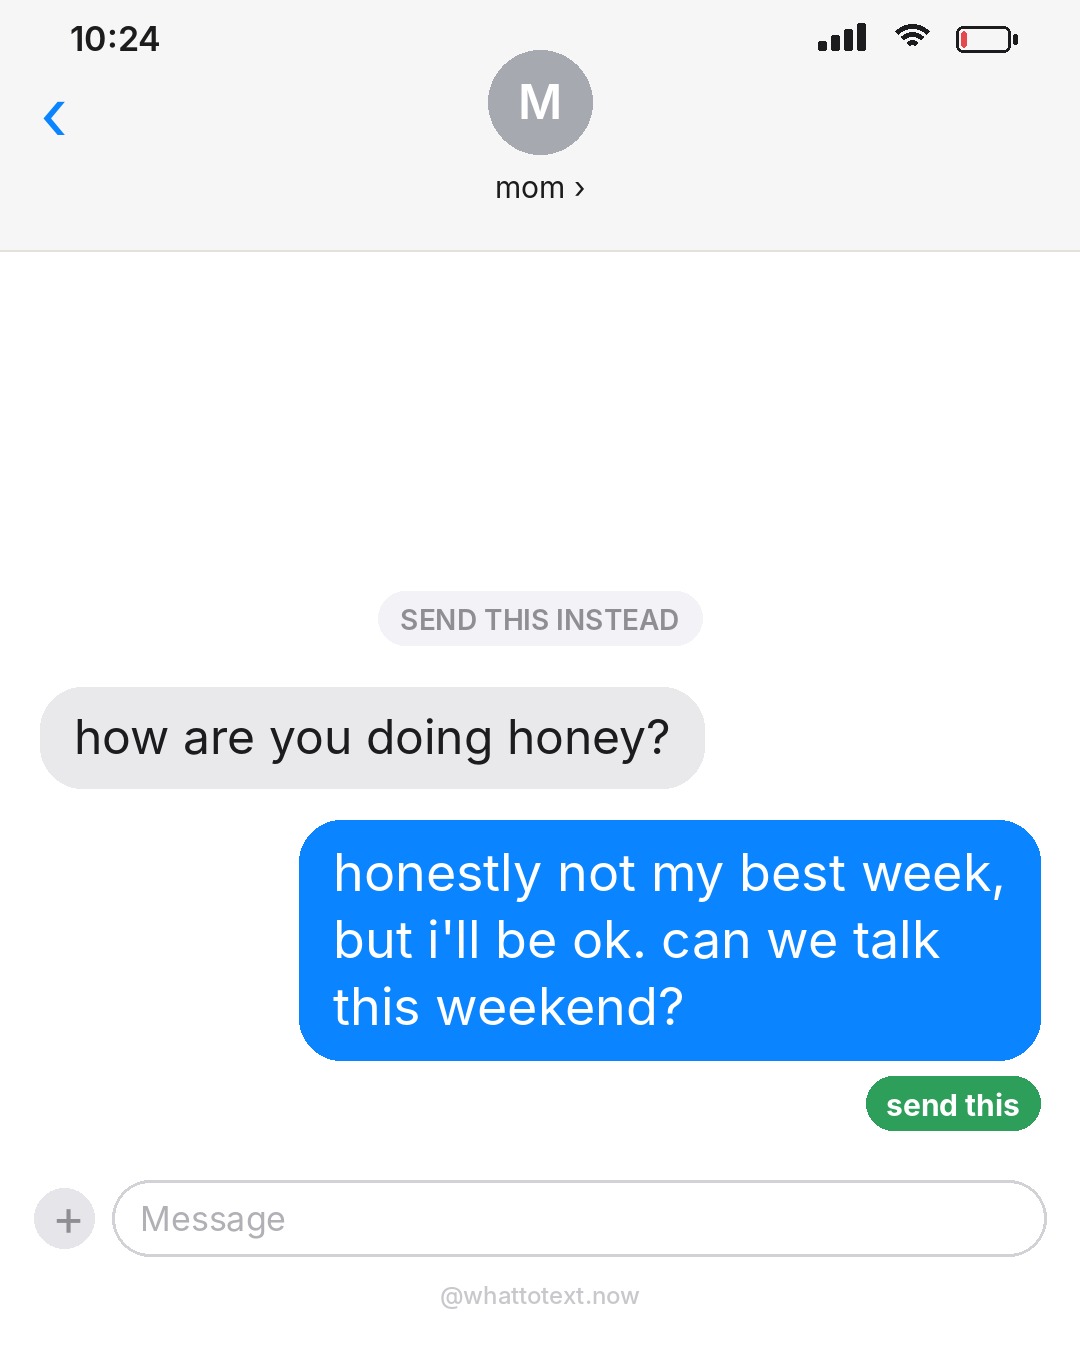 10:24
M
mom ›
SEND THIS INSTEAD
how are you doing honey?
honestly not my best week,
but i'll be ok. can we talk
this weekend?
send this
+
Message
@whattotext.now